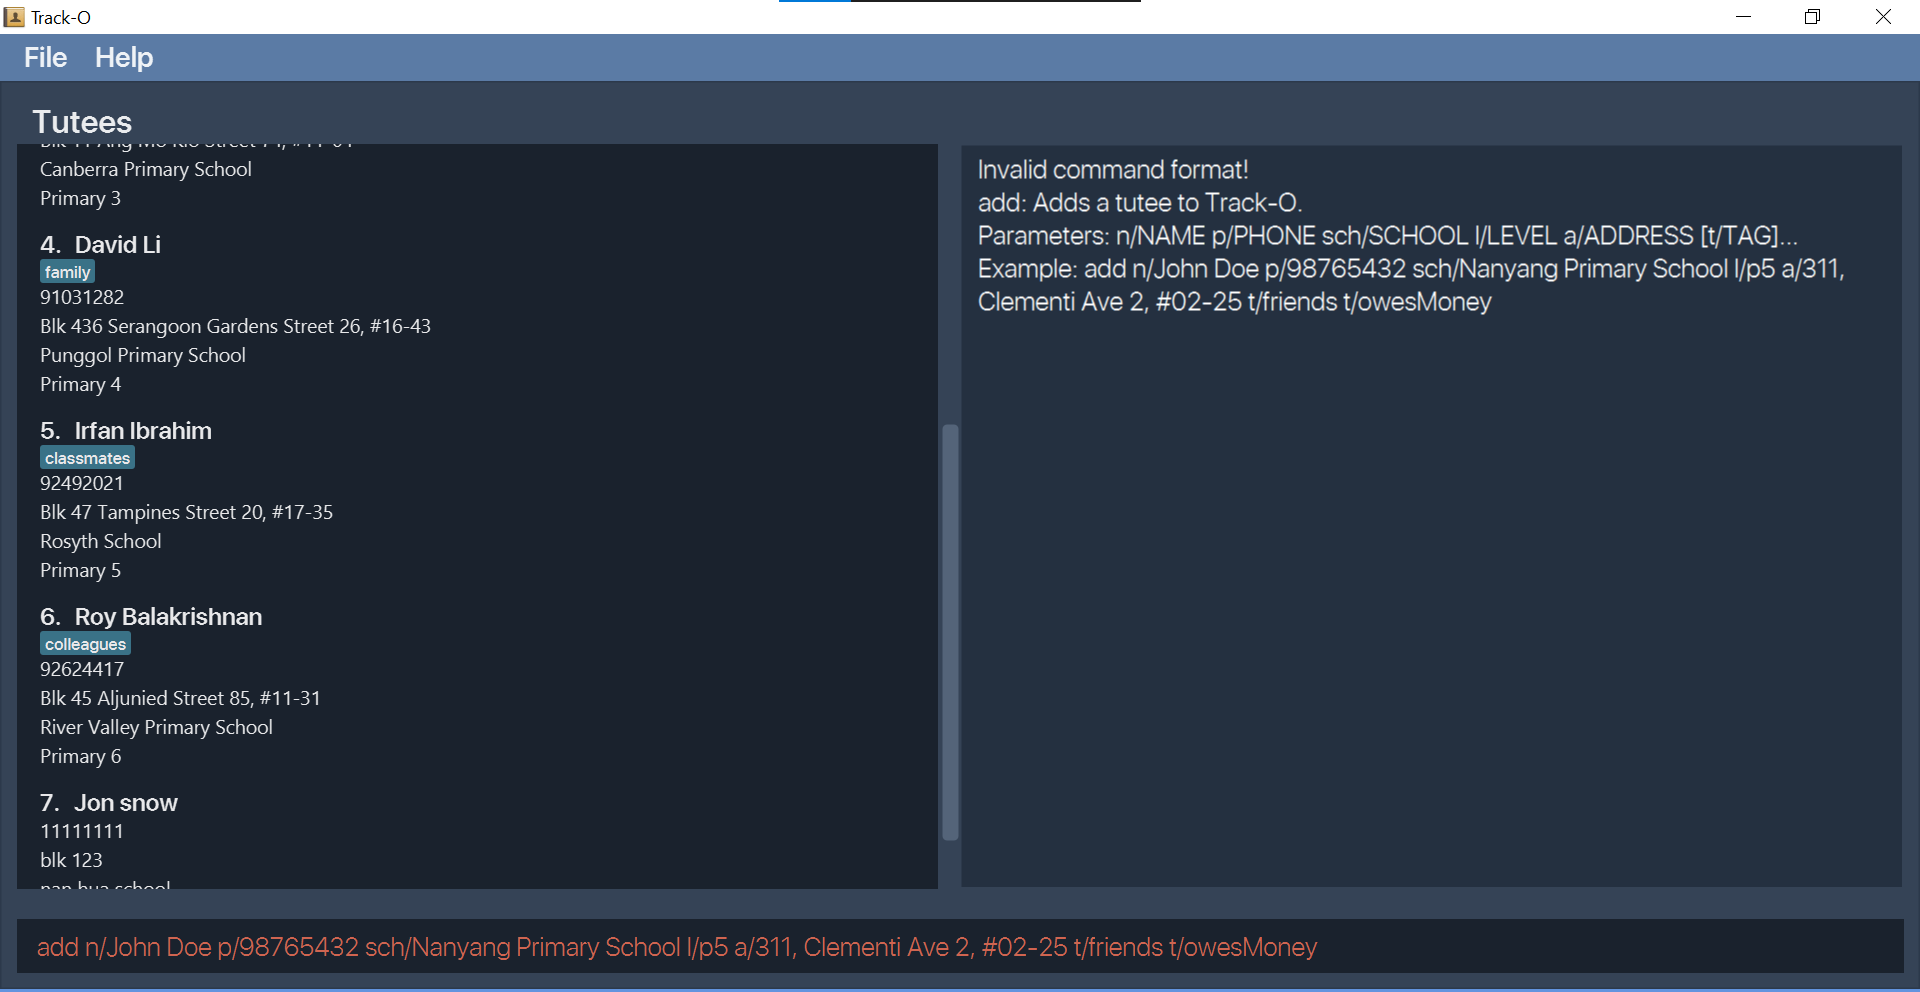 Track-O
File Help
Tutees
Canberra Primary School
Primary 3
4. David Li
family
91031282
Blk 436 Serangoon Gardens Street 26, #16-43
Punggol Primary School
Primary 4
5. Irfan Ibrahim
classmates
92492021
Blk 47 Tampines Street 20, #17-35
Rosyth School
Primary 5
6. Roy Balakrishnan
colleagues
92624417
Blk 45 Aljunied Street 85, #11-31
River Valley Primary School
Primary 6
7. Jon snow
11111111
blk 123
nan hua school
Invalid command format!
add: Adds a tutee to Track-O.
Parameters: n/NAME p/PHONE sch/SCHOOL l/LEVEL a/ADDRESS [t/TAG]...
Example: add n/John Doe p/98765432 sch/Nanyang Primary School l/p5 a/311,
Clementi Ave 2, #02-25 t/friends t/owesMoney
add n/John Doe p/98765432 sch/Nanyang Primary School l/p5 a/311, Clementi Ave 2, #02-25 t/friends t/owesMoney